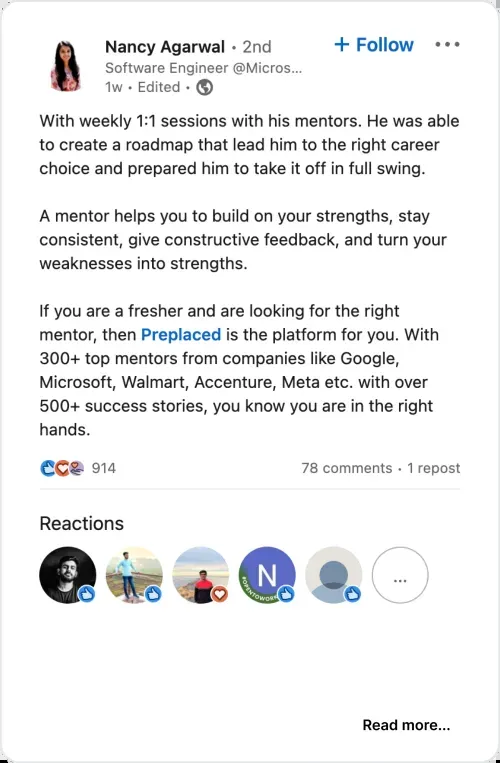 Nancy Agarwal • 2nd
+ Follow
Software Engineer @Micros...
1w • Edited •
With weekly 1:1 sessions with his mentors. He was able
to create a roadmap that lead him to the right career
choice and prepared him to take it off in full swing.
A mentor helps you to build on your strengths, stay
consistent, give constructive feedback, and turn your
weaknesses into strengths.
If you are a fresher and are looking for the right
mentor, then Preplaced is the platform for you. With
300+ top mentors from companies like Google,
Microsoft, Walmart, Accenture, Meta etc. with over
500+ success stories, you know you are in the right
hands.
914
78 comments • 1 repost
Reactions
N
#OPENTOWORK
...
Read more...